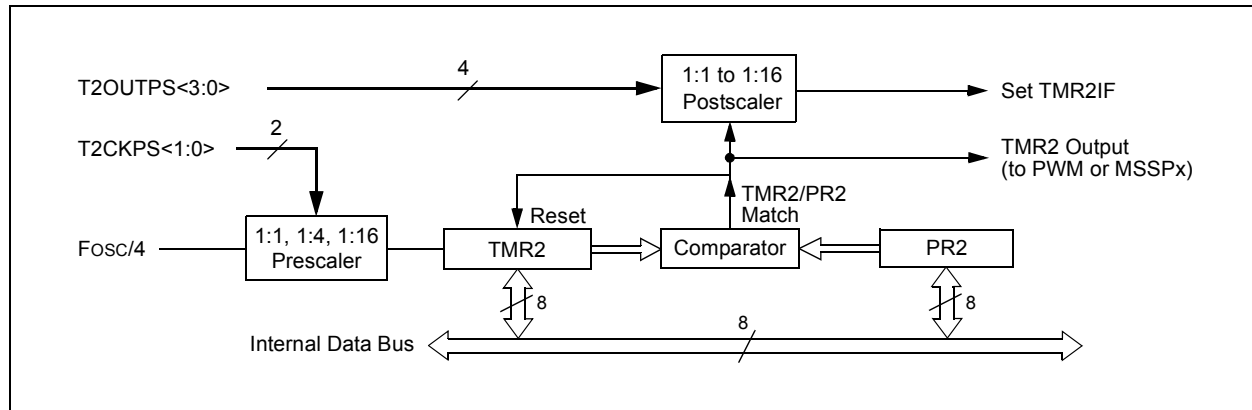 T2OUTPS<3:0>
4
1:1 to 1:16
Postscaler
Set TMR2IF
T2CKPS<1:0>
2
TMR2 Output
(to PWM or MSSPx)
TMR2/PR2
Match
Reset
FOSC/4
1:1, 1:4, 1:16
Prescaler
TMR2
Comparator
PR2
8
8
8
Internal Data Bus